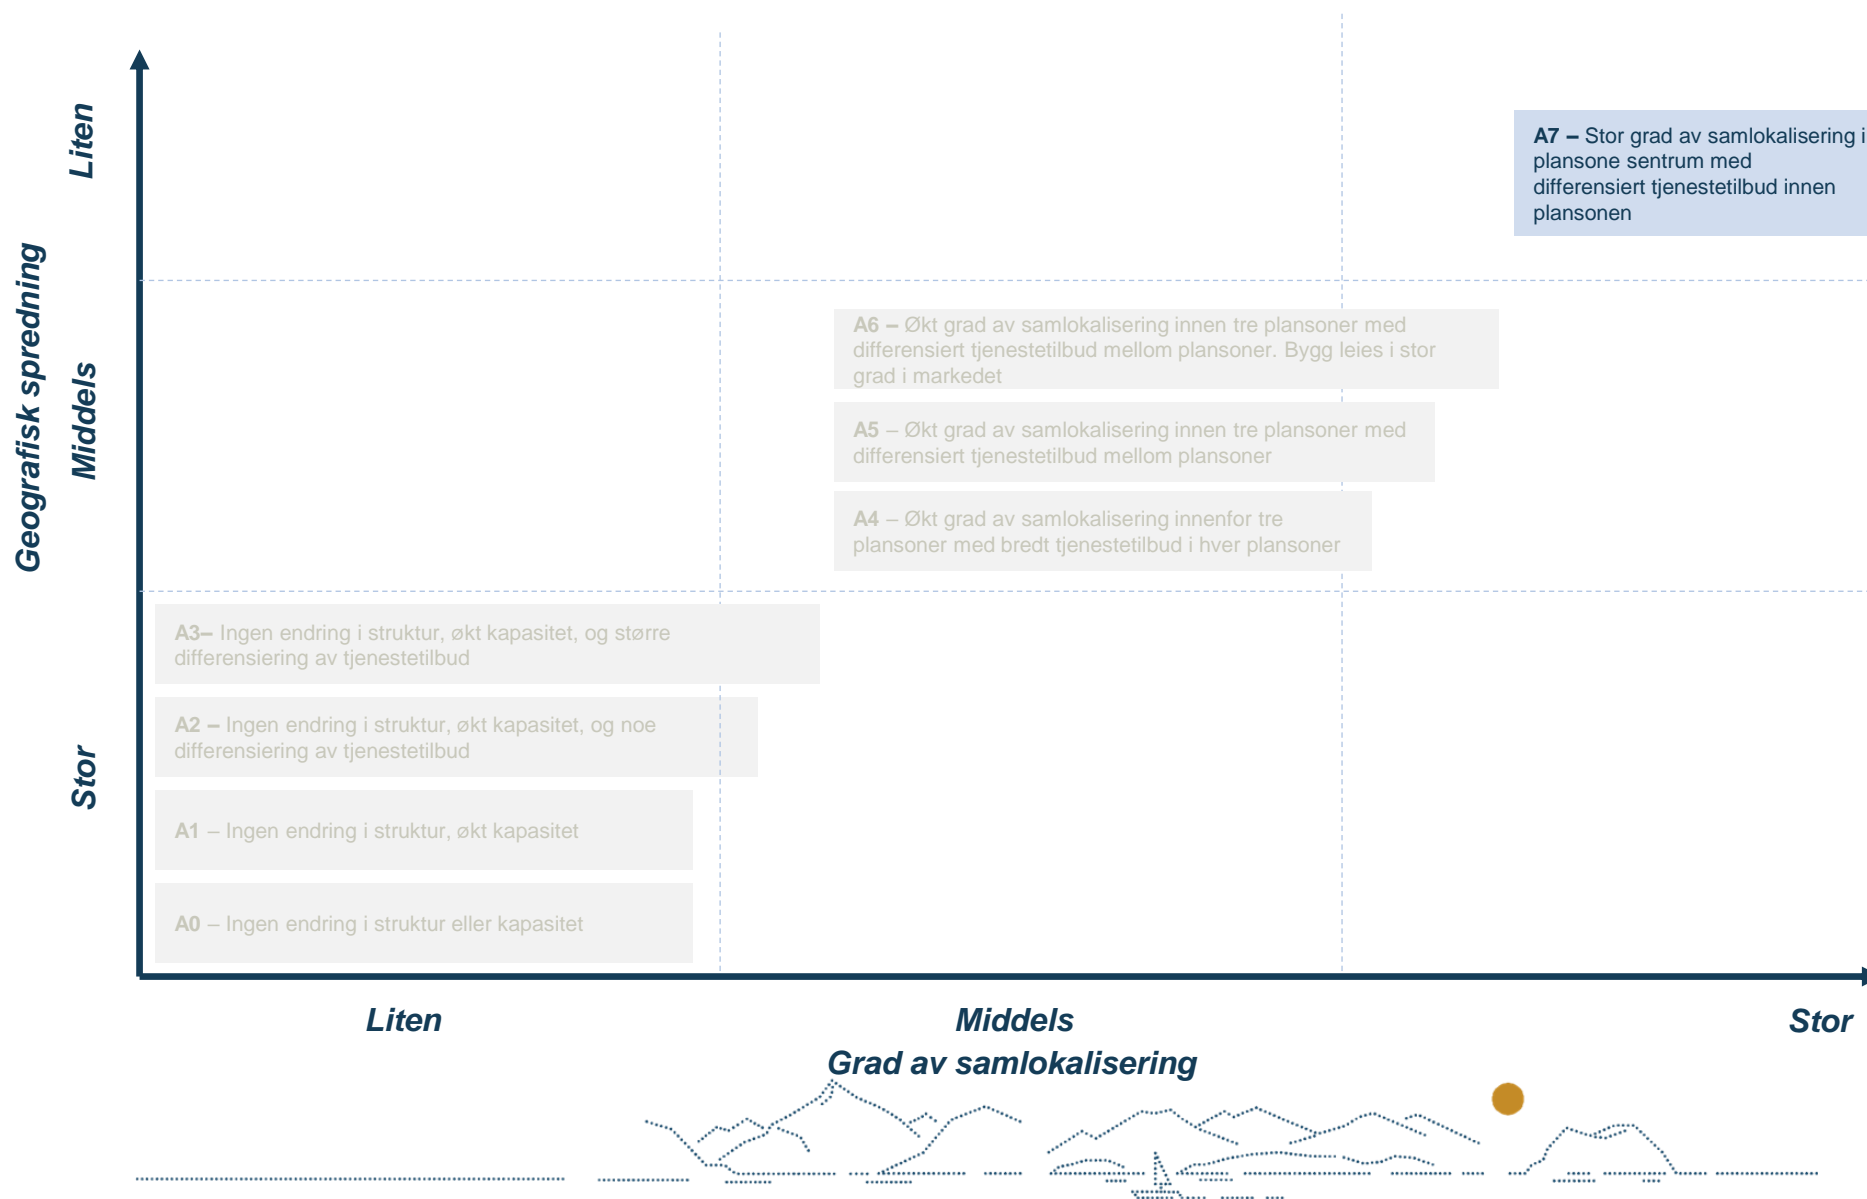 Geografisk spredning
Liten
Middels
Stor
A7 – Stor grad av samlokalisering i
plansone sentrum med
differensiert tjenestetilbud innen
plansonen
A6 – Økt grad av samlokalisering innen tre plansoner med
differensiert tjenestetilbud mellom plansoner. Bygg leies i stor
grad i markedet
A5 – Økt grad av samlokalisering innen tre plansoner med
differensiert tjenestetilbud mellom plansoner
A4 – Økt grad av samlokalisering innenfor tre
plansoner med bredt tjenestetilbud i hver plansoner
A3– Ingen endring i struktur, økt kapasitet, og større
differensiering av tjenestetilbud
A2 – Ingen endring i struktur, økt kapasitet, og noe
differensiering av tjenestetilbud
A1 – Ingen endring i struktur, økt kapasitet
A0 – Ingen endring i struktur eller kapasitet
Liten
Middels
Stor
Grad av samlokalisering